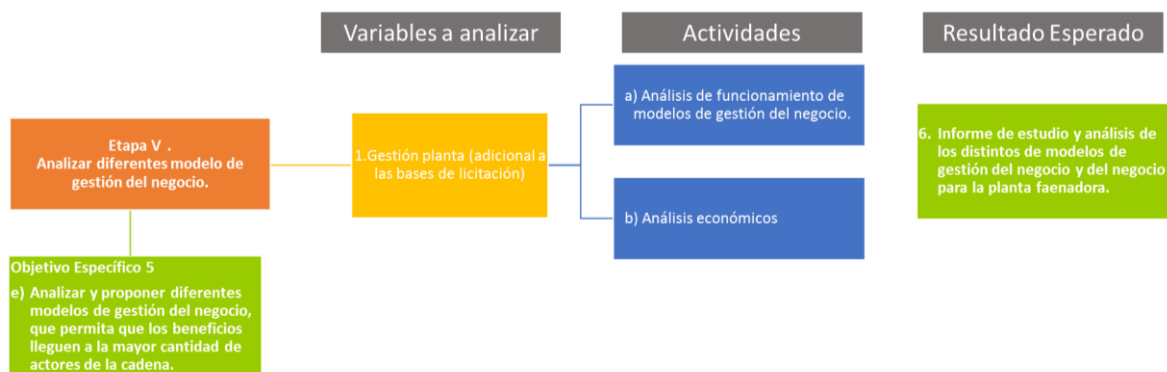 Variables a analizar
Actividades
Resultado Esperado
Etapa V .
Analizar diferentes modelo de
gestión del negocio.
1.Gestión planta (adicional a
las bases de licitación)
a) Análisis de funcionamiento de
modelos de gestión del negocio.
b) Análisis económicos
6. Informe de estudio y análisis de
los distintos de modelos de
gestión del negocio y del negocio
para la planta faenadora.
Objetivo Específico 5
e) Analizar y proponer diferentes
modelos de gestión del negocio,
que permita que los beneficios
lleguen a la mayor cantidad de
actores de la cadena.